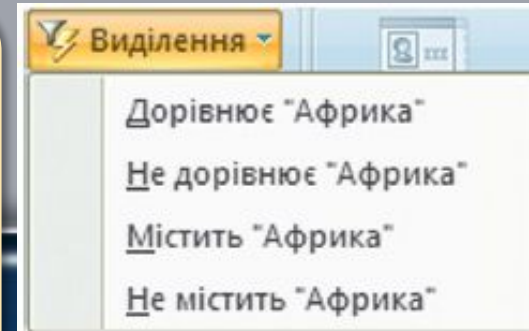 Виділення
Дорівнює "Африка"
Не дорівнює "Африка"
Містить "Африка"
Не містить "Африка"